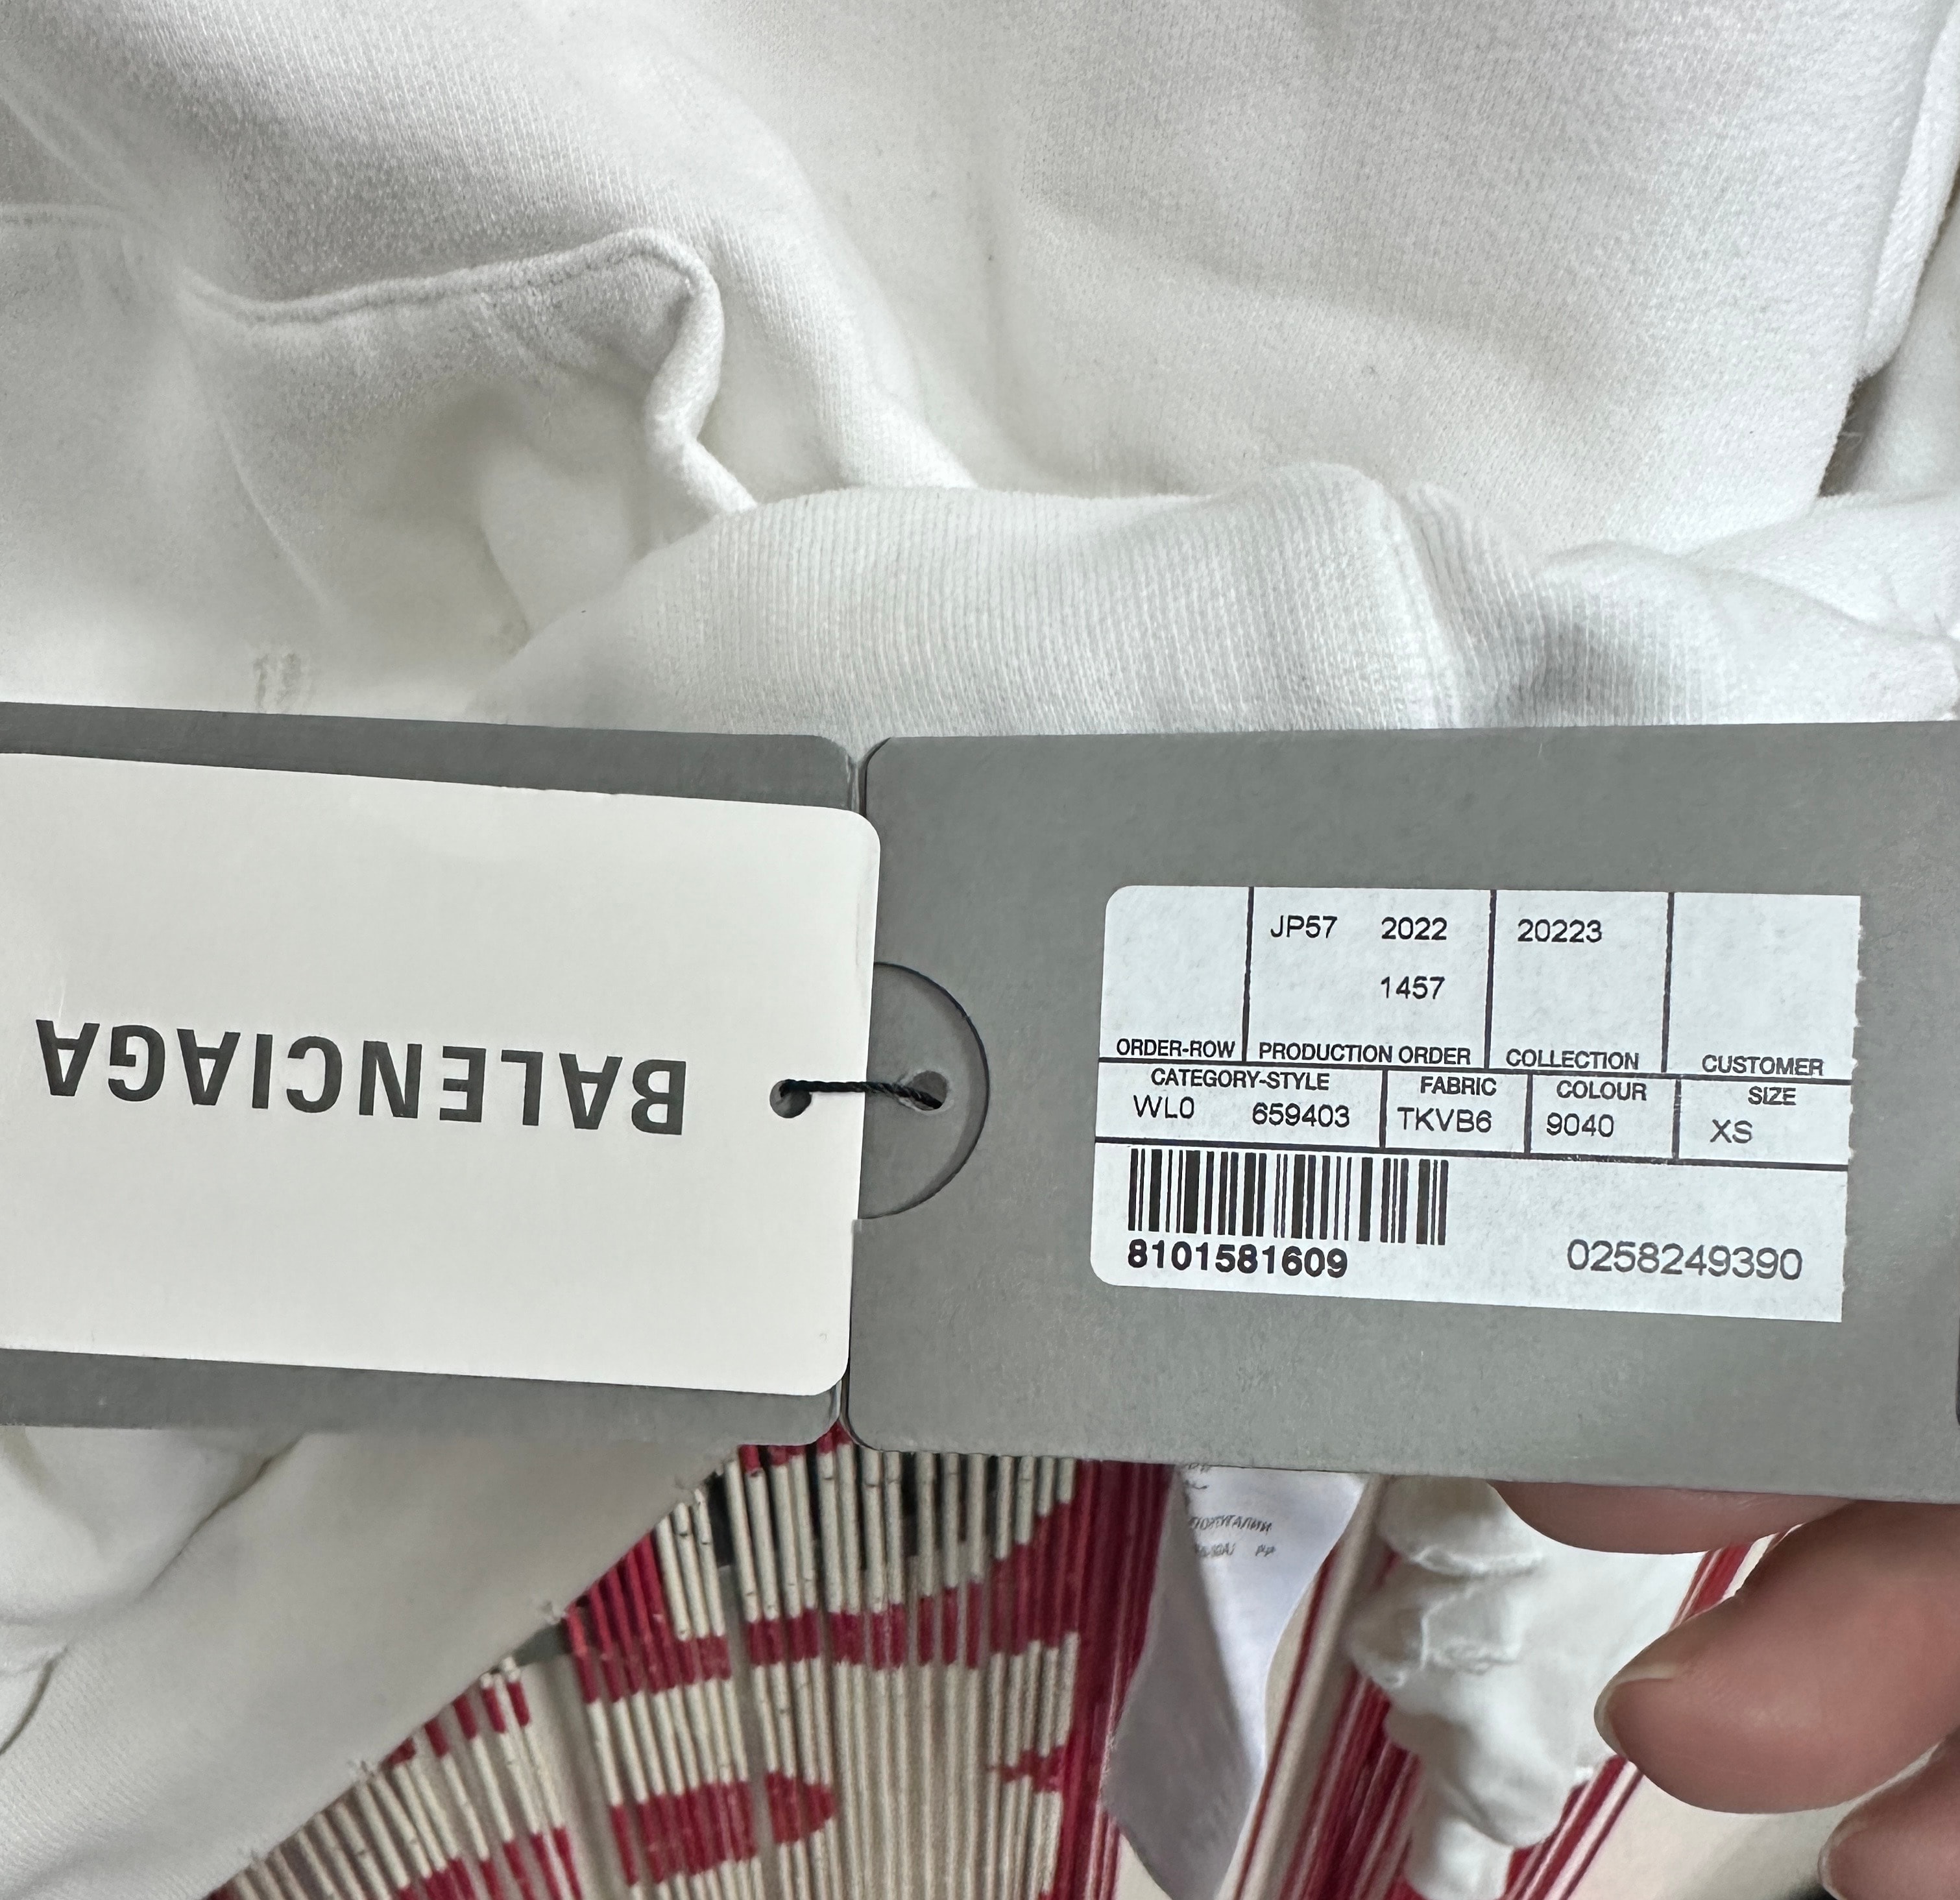 BALENCIAGA
JP57 2022 20223
1457
ORDER-ROW PRODUCTION ORDER COLLECTION CUSTOMER
CATEGORY-STYLE FABRIC COLOUR SIZE
WL0 659403 TKVB6 9040 XS
8101581609 0258249390